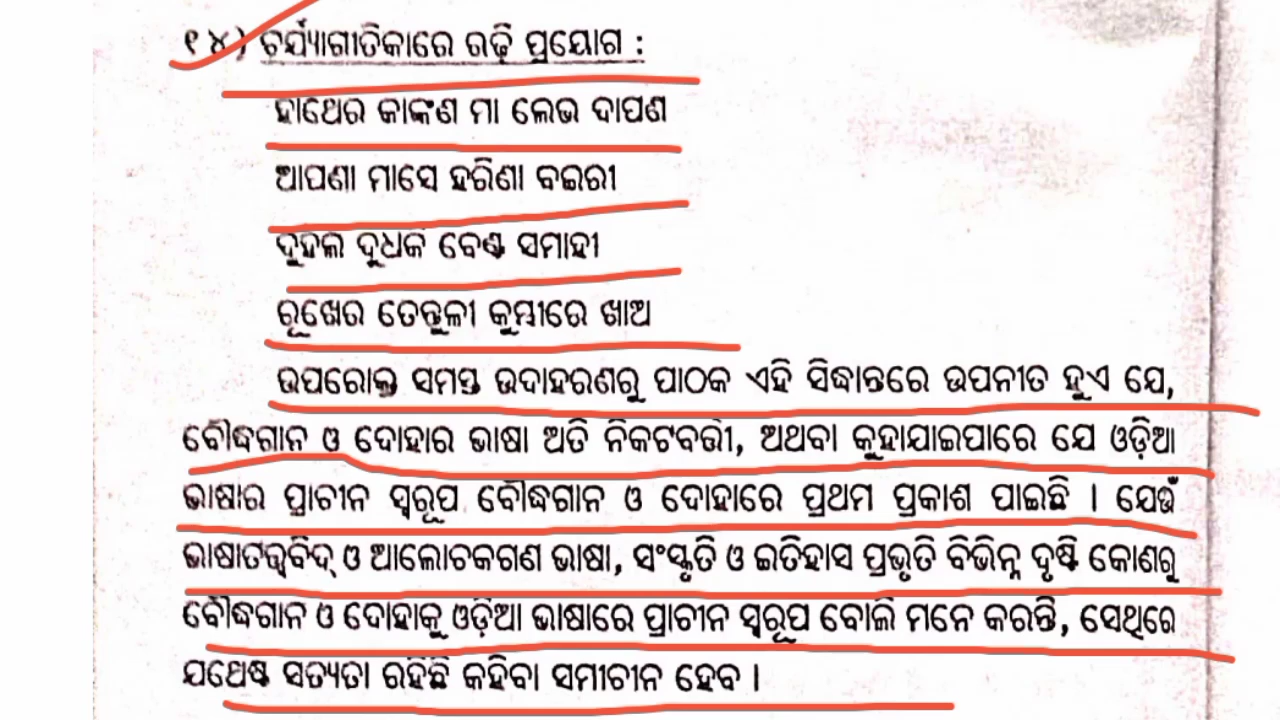 ୧୪) ଚର୍ଯ୍ୟାଗୀତିକାରେ ରଢ଼ି ପ୍ରୟୋଗ :
ହାଥେର କାଙ୍କଣ ମା ଲେଭ ଦାପଣ
ଆପଣା ମାସେ ହରିଣା ବଇରୀ
ଦୁହଲ ଦୁଧକ ବେଣ୍ଟ ସମାହୀ
ରୂଖେର ତେନ୍ତୁଳୀ କୁମ୍ଭୀରେ ଖାଅ
ଉପରୋକ୍ତ ସମସ୍ତ ଉଦାହରଣରୁ ପାଠକ ଏହି ସିଦ୍ଧାନ୍ତରେ ଉପନୀତ ହୁଏ ଯେ,
ବୌଦ୍ଧଗାନ ଓ ଦୋହାର ଭାଷା ଅତି ନିକଟବର୍ତ୍ତୀ, ଅଥବା କୁହାଯାଇପାରେ ଯେ ଓଡ଼ିଆ
ଭାଷାର ପ୍ରାଚୀନ ସ୍ୱରୂପ ବୌଦ୍ଧଗାନ ଓ ଦୋହାରେ ପ୍ରଥମ ପ୍ରକାଶ ପାଇଛି । ଯେଉଁ
ଭାଷାତତ୍ତ୍ୱବିଦ୍ ଓ ଆଲୋଚକଗଣ ଭାଷା, ସଂସ୍କୃତି ଓ ଇତିହାସ ପ୍ରଭୃତି ବିଭିନ୍ନ ଦୃଷ୍ଟି କୋଣରୁ
ବୌଦ୍ଧଗାନ ଓ ଦୋହାକୁ ଓଡ଼ିଆ ଭାଷାରେ ପ୍ରାଚୀନ ସ୍ୱରୂପ ବୋଲି ମନେ କରନ୍ତି, ସେଥିରେ
ଯଥେଷ୍ଟ ସତ୍ୟତା ରହିଛି କହିବା ସମୀଚୀନ ହେବ ।